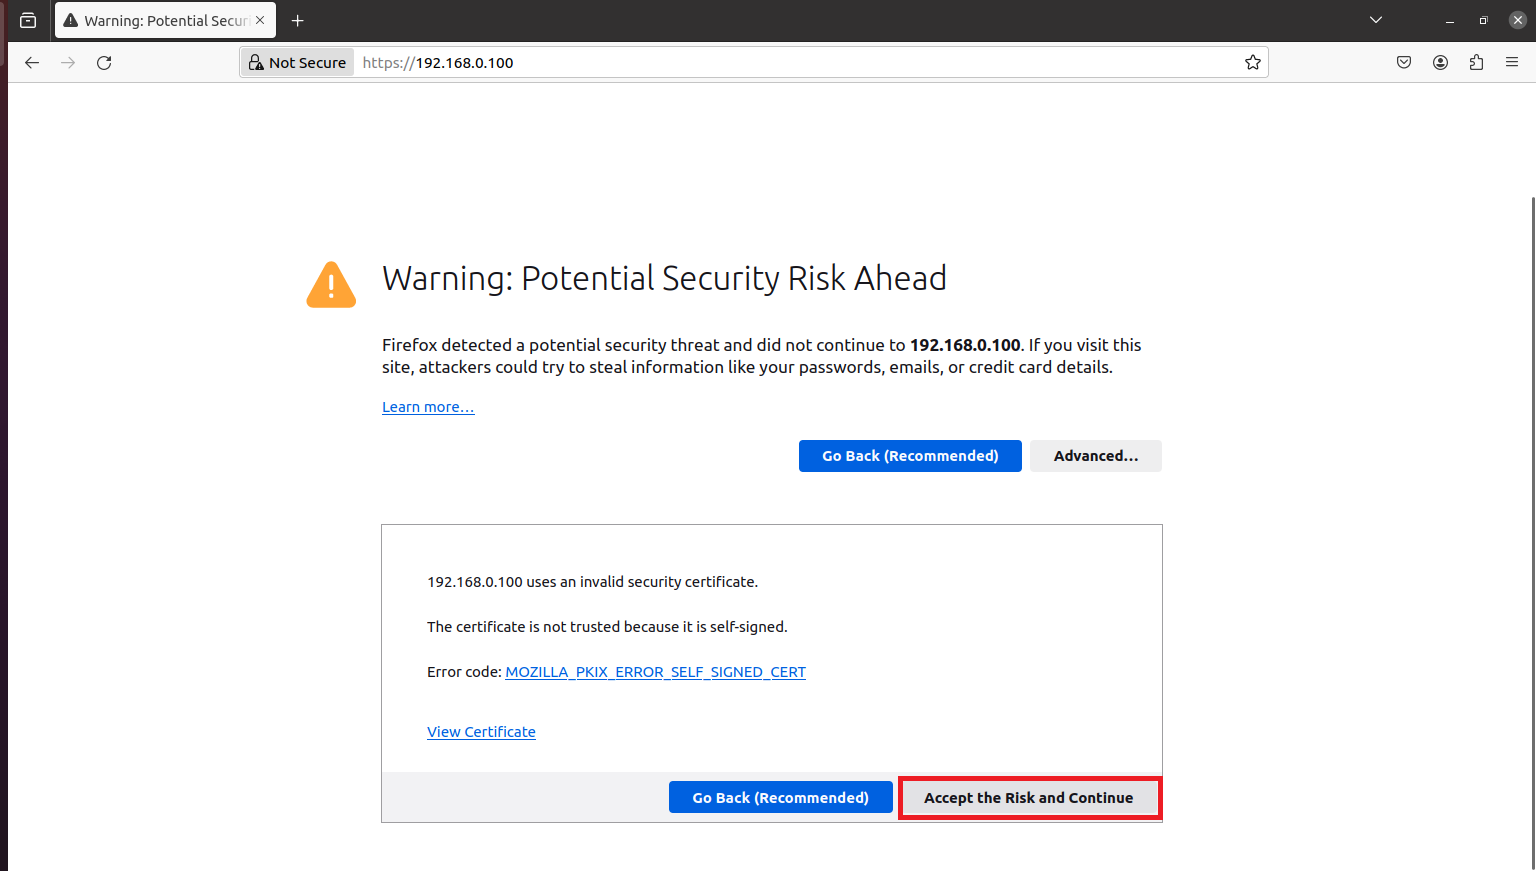 Warning: Potential Securi
Not Secure https://192.168.0.100
Warning: Potential Security Risk Ahead
Firefox detected a potential security threat and did not continue to 192.168.0.100. If you visit this
site, attackers could try to steal information like your passwords, emails, or credit card details.
Learn more…
Go Back (Recommended) Advanced…
192.168.0.100 uses an invalid security certificate.
The certificate is not trusted because it is self-signed.
Error code: MOZILLA_PKIX_ERROR_SELF_SIGNED_CERT
View Certificate
Go Back (Recommended) Accept the Risk and Continue